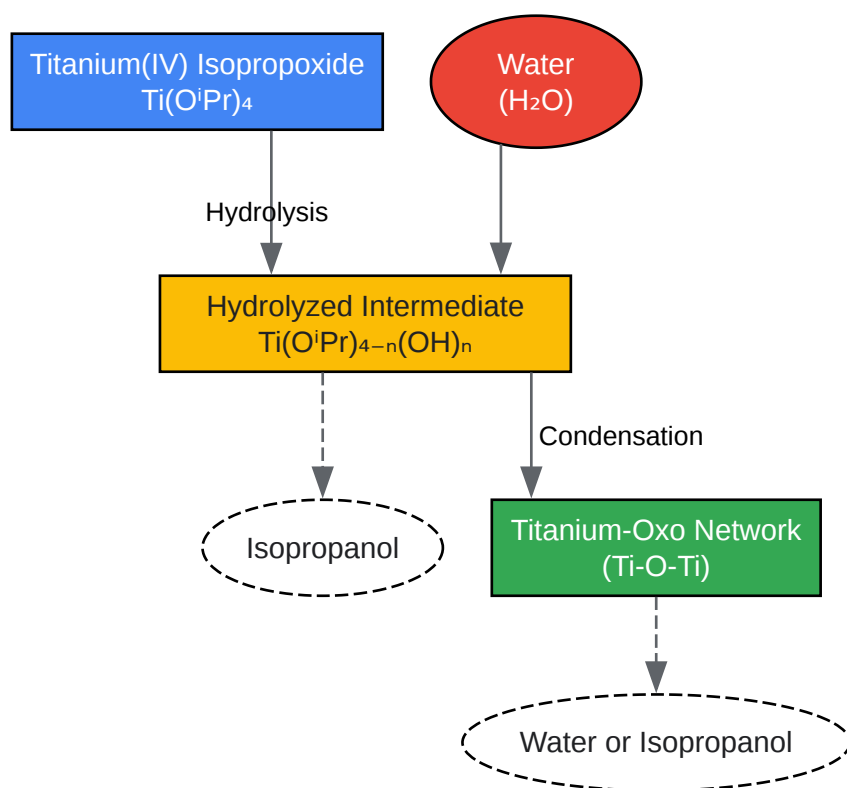 Titanium(IV) Isopropoxide
Ti(OⁱPr)₄
Water
(H₂O)
Hydrolysis
Hydrolyzed Intermediate
Ti(OⁱPr)₄₋ₙ(OH)ₙ
Condensation
Isopropanol
Titanium-Oxo Network
(Ti-O-Ti)
Water or Isopropanol